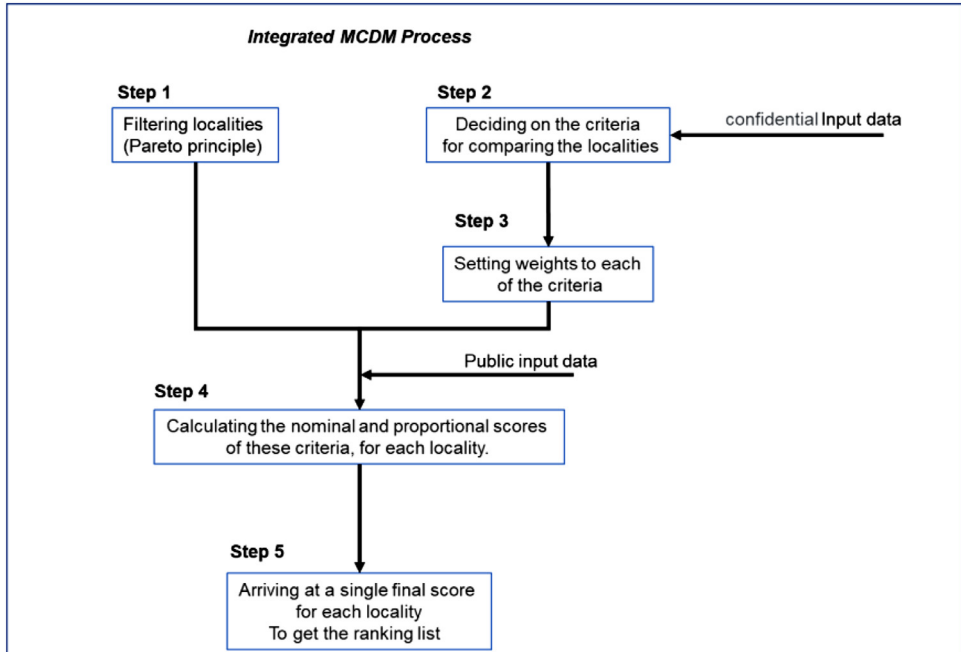 Integrated MCDM Process
Step 1
Filtering localities
(Pareto principle)
Step 2
Deciding on the criteria
for comparing the localities
confidential Input data
Step 3
Setting weights to each
of the criteria
Public input data
Step 4
Calculating the nominal and proportional scores
of these criteria, for each locality.
Step 5
Arriving at a single final score
for each locality
To get the ranking list